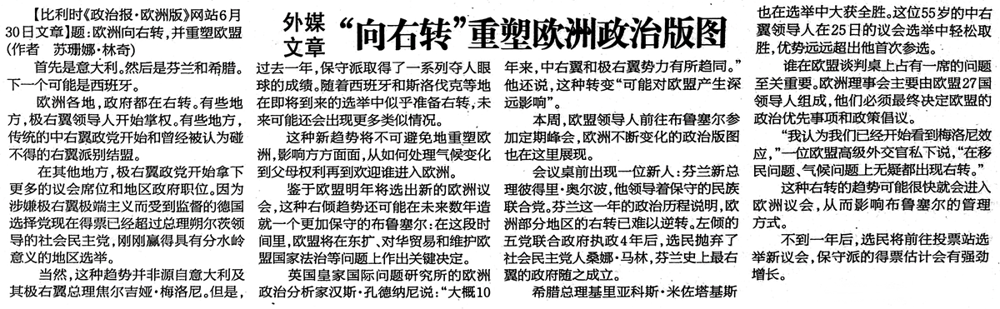 外媒
文章
“向右转”重塑欧洲政治版图
【比利时《政治报·欧洲版》网站6月
30日文章】题：欧洲向右转，并重塑欧盟
(作者　苏珊娜·林奇)
首先是意大利。然后是芬兰和希腊。
下一个可能是西班牙。
欧洲各地，政府都在右转。有些地
方，极右翼领导人开始掌权。有些地方，
传统的中右翼政党开始和曾经被认为碰
不得的右翼派别结盟。
在其他地方，极右翼政党开始拿下
更多的议会席位和地区政府职位。因为
涉嫌极右翼极端主义而受到监督的德国
选择党现在得票已经超过总理朔尔茨领
导的社会民主党，刚刚赢得具有分水岭
意义的地区选举。
当然，这种趋势并非源自意大利及
其极右翼总理焦尔吉娅·梅洛尼。但是，
过去一年，保守派取得了一系列夺人眼
球的成绩。随着西班牙和斯洛伐克等地
在即将到来的选举中似乎准备右转，未
来可能还会出现更多类似情况。
这种新趋势将不可避免地重塑欧
洲，影响方方面面，从如何处理气候变化
到父母权利再到欢迎谁进入欧洲。
鉴于欧盟明年将选出新的欧洲议
会，这种右倾趋势还可能在未来数年造
就一个更加保守的布鲁塞尔：在这段时
间里，欧盟将在东扩、对华贸易和维护欧
盟国家法治等问题上作出关键决定。
英国皇家国际问题研究所的欧洲
政治分析家汉斯·孔德纳尼说：“大概10
年来，中右翼和极右翼势力有所趋同。”
他还说，这种转变“可能对欧盟产生深
远影响”。
本周，欧盟领导人前往布鲁塞尔参
加定期峰会，欧洲不断变化的政治版图
也在这里展现。
会议桌前出现一位新人：芬兰新总
理彼得里·奥尔波，他领导着保守的民族
联合党。芬兰这一年的政治历程说明，欧
洲部分地区的右转已难以逆转。左倾的
五党联合政府执政4年后，选民抛弃了
社会民主党人桑娜·马林，芬兰史上最右
翼的政府随之成立。
希腊总理基里亚科斯·米佐塔基斯
也在选举中大获全胜。这位55岁的中右
翼领导人在25日的议会选举中轻松取
胜，优势远远超出他首次参选。
谁在欧盟谈判桌上占有一席的问题
至关重要。欧洲理事会主要由欧盟27国
领导人组成，他们必须最终决定欧盟的
政治优先事项和政策倡议。
“我认为我们已经开始看到梅洛尼效
应，”一位欧盟高级外交官私下说，“在移
民问题、气候问题上无疑都出现右转。”
这种右转的趋势可能很快就会进入
欧洲议会，从而影响布鲁塞尔的管理
方式。
不到一年后，选民将前往投票站选
举新议会，保守派的得票估计会有强劲
增长。